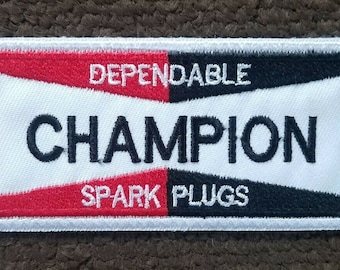 DEPENDABLE
CHAMPION
SPARK PLUGS